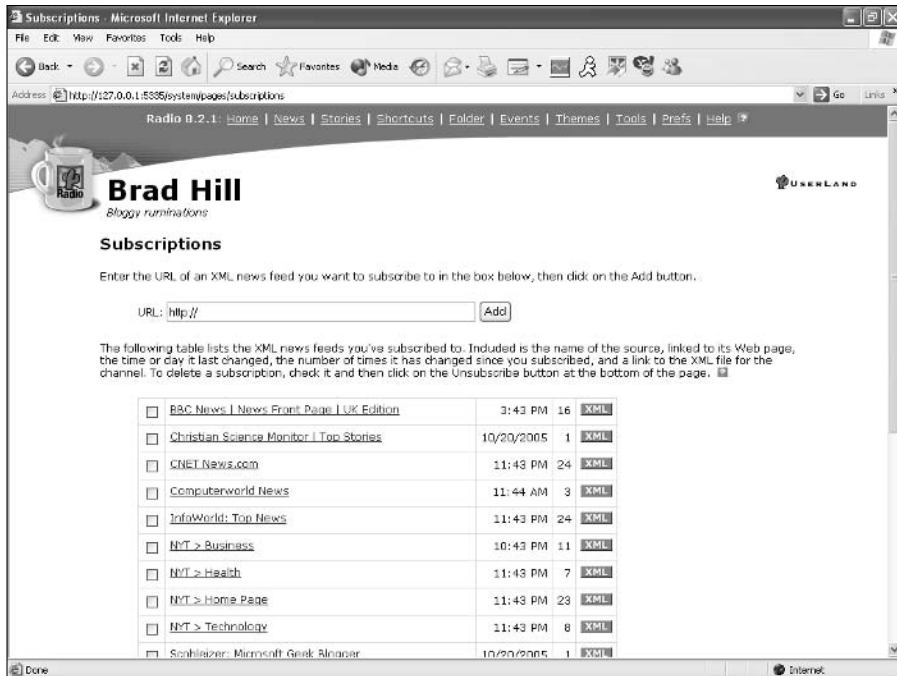 Subscriptions - Microsoft Internet Explorer
File Edit View Favorites Tools Help
Back Search Favorites Media
Address http://127.0.0.1:5335/system/pages/subscriptions Go Links
Radio 8.2.1: Home | News | Stories | Shortcuts | Folder | Events | Themes | Tools | Prefs | Help
Radio
Brad Hill
USERLAND
Bloggy ruminations
Subscriptions
Enter the URL of an XML news feed you want to subscribe to in the box below, then click on the Add button.
URL: http:// Add
The following table lists the XML news feeds you've subscribed to. Included is the name of the source, linked to its Web page,
the time or day it last changed, the number of times it has changed since you subscribed, and a link to the XML file for the
channel. To delete a subscription, check it and then click on the Unsubscribe button at the bottom of the page.
BBC News | News Front Page | UK Edition 3:43 PM 16 XML
Christian Science Monitor | Top Stories 10/20/2005 1 XML
CNET News.com 11:43 PM 24 XML
Computerworld News 11:44 AM 3 XML
InfoWorld: Top News 11:43 PM 24 XML
NYT > Business 10:43 PM 11 XML
NYT > Health 11:43 PM 7 XML
NYT > Home Page 11:43 PM 23 XML
NYT > Technology 11:43 PM 8 XML
Scobleizer: Microsoft Geek Blogger 10/20/2005 1 XML
Done Internet